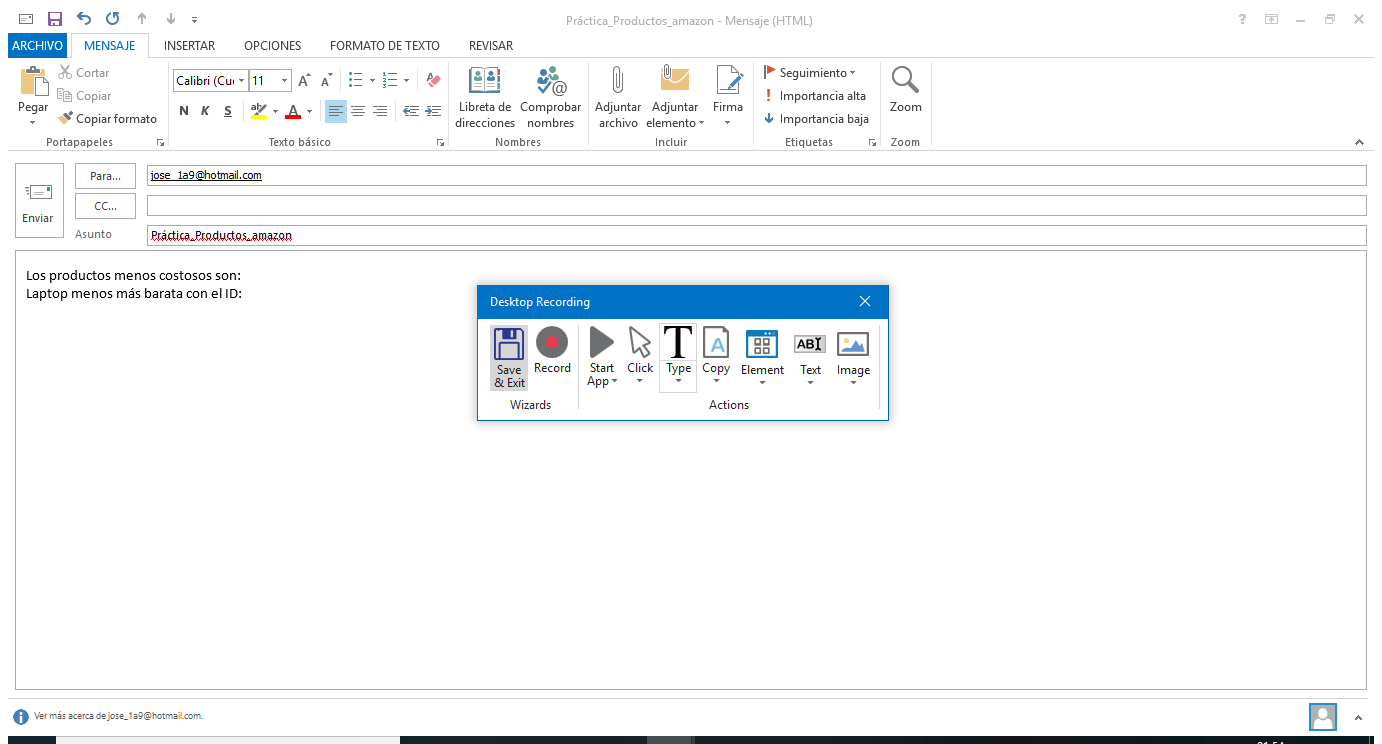 Práctica_Productos_amazon - Mensaje (HTML)
?
ARCHIVO MENSAJE INSERTAR OPCIONES FORMATO DE TEXTO REVISAR
Pegar
Cortar
Copiar
Copiar formato
Portapapeles
Calibri (Cu 11 A A
N K S aby A
Texto básico
Libreta de direcciones
Comprobar nombres
Nombres
Adjuntar archivo
Adjuntar elemento
Firma
Incluir
Seguimiento
Importancia alta
Importancia baja
Etiquetas
Zoom
Zoom
Enviar
Para... jose_1a9@hotmail.com
CC...
Asunto Práctica_Productos_amazon
Los productos menos costosos son:
Laptop menos más barata con el ID:
Desktop Recording
Save & Exit
Record
Wizards
Start App
Click
T
Type
A
Copy
Element
ABI
Text
Image
Actions
Ver más acerca de jose_1a9@hotmail.com.